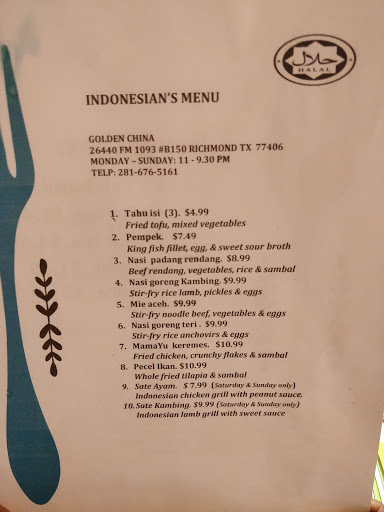 حلال
HALAL
INDONESIAN'S MENU
GOLDEN CHINA
26440 FM 1093 #B150 RICHMOND TX  77406
MONDAY – SUNDAY: 11 - 9.30 PM
TELP: 281-676-5161
1. Tahu isi (3). $4.99
Fried tofu, mixed vegetables
2. Pempek. $7.49
King fish fillet, egg, & sweet sour broth
3. Nasi padang rendang. $8.99
Beef rendang, vegetables, rice & sambal
4. Nasi goreng Kambing. $9.99
Stir-fry rice lamb, pickles & eggs
5. Mie aceh. $9.99
Stir-fry noodle beef, vegetables & eggs
6. Nasi goreng teri . $9.99
Stir-fry rice anchovirs & eggs
7. MamaYu keremes. $10.99
Fried chicken, crunchy flakes & sambal
8. Pecel Ikan. $10.99
Whole fried tilapia & sambal
9. Sate Ayam. $ 7.99 (Saturday & Sunday only)
Indonesian chicken grill with peanut sauce.
10. Sate Kambing. $9.99 (Saturday & Sunday only)
Indonesian lamb grill with sweet sauce